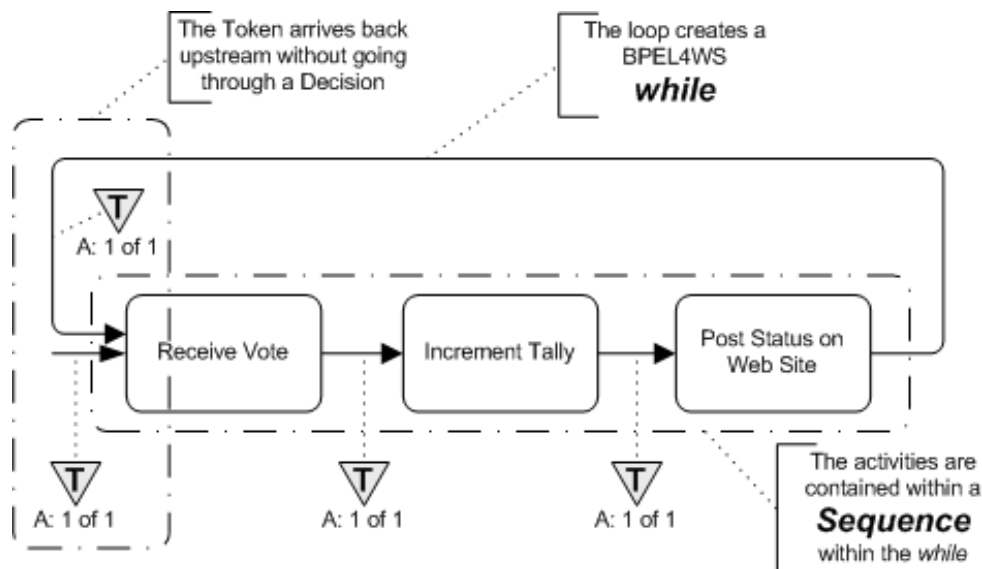 The Token arrives back
upstream without going
through a Decision
The loop creates a
BPEL4WS
while
T
A: 1 of 1
Receive Vote
Increment Tally
Post Status on
Web Site
T
A: 1 of 1
T
A: 1 of 1
T
A: 1 of 1
The activities are
contained within a
Sequence
within the while